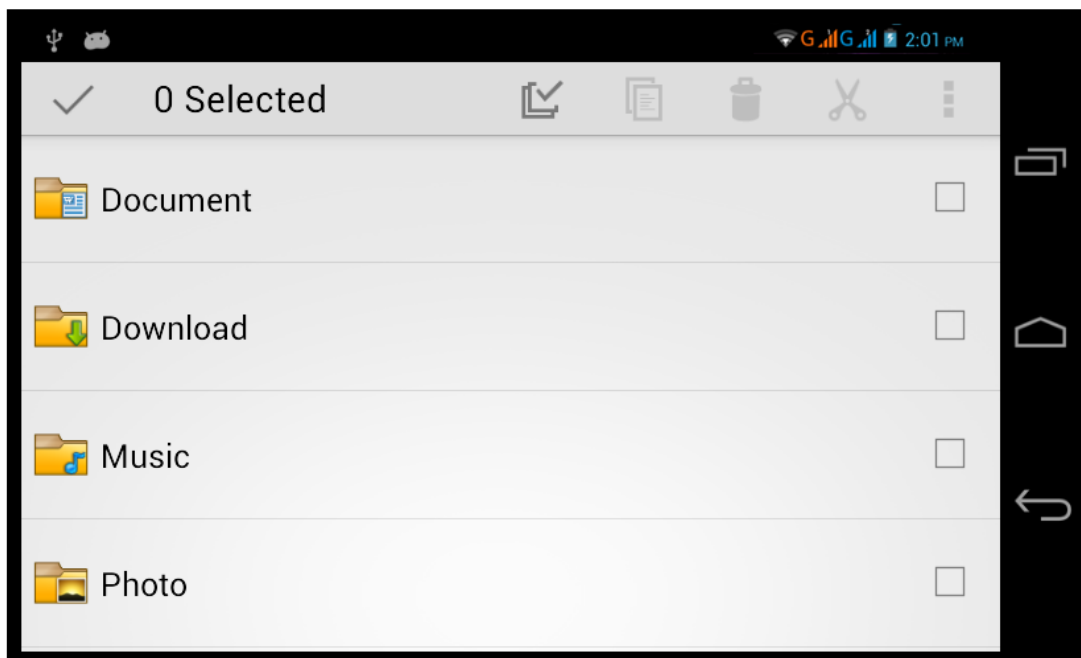 G G 2:01 PM
0 Selected
Document
Download
Music
Photo